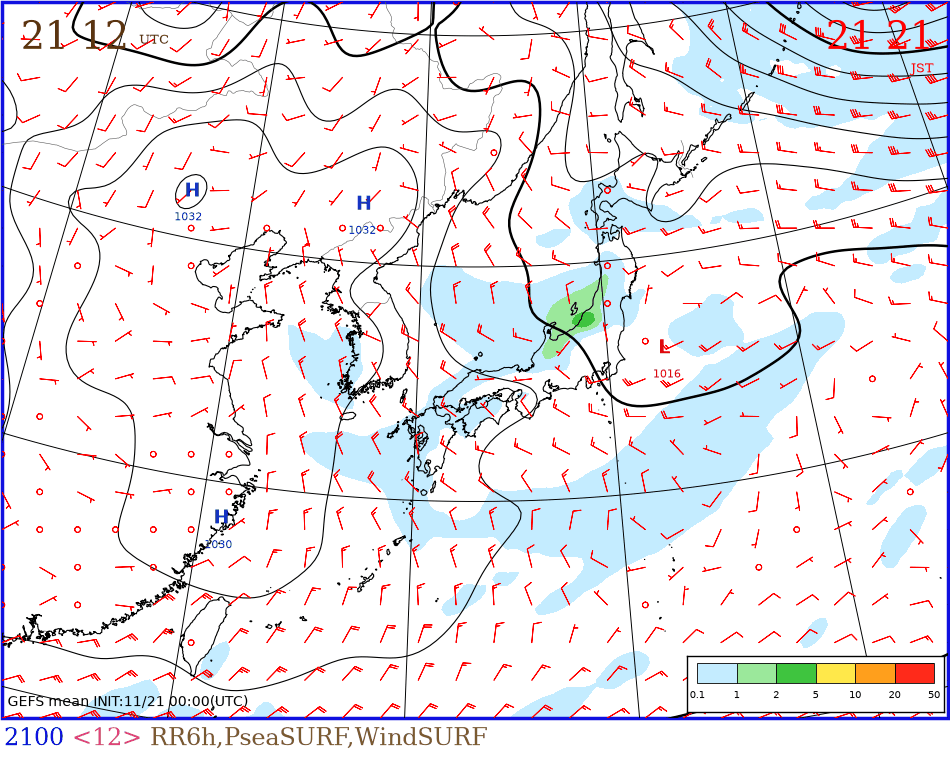 21 12 UTC
21 21
JST
H
1032
H
1032
L
1016
H
1030
0.1 1 2 5 10 20 50
GEFS mean INIT:11/21 00:00(UTC)
2100 <12> RR6h,PseaSURF,WindSURF